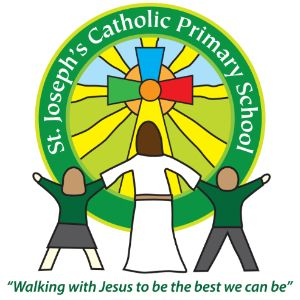 St. Joseph's Catholic Primary School
“Walking with Jesus to be the best we can be”